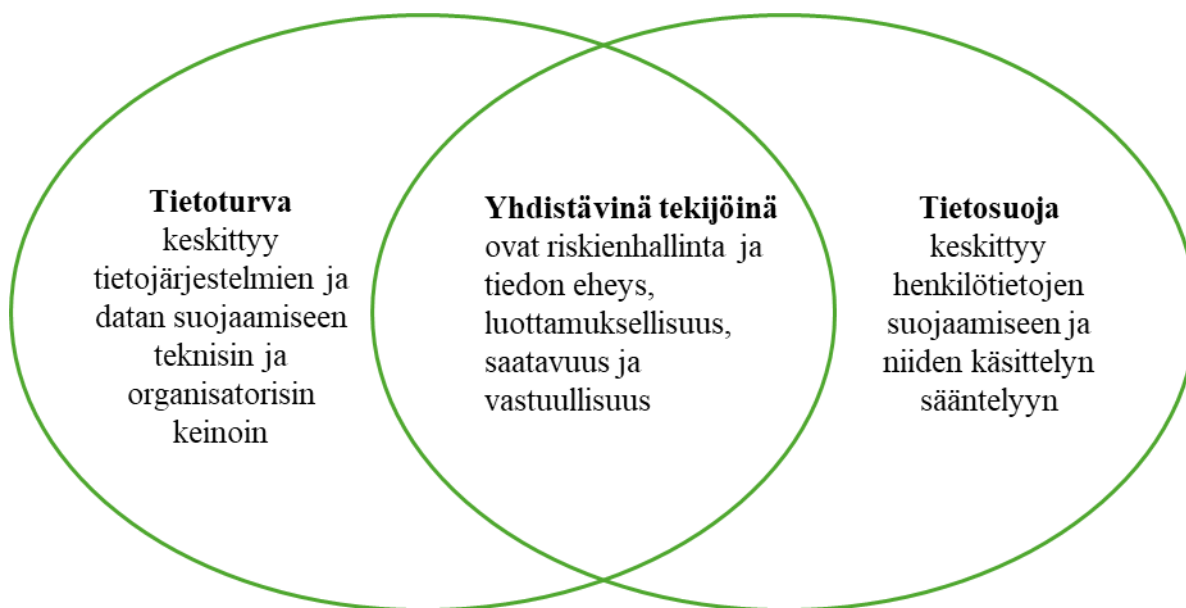 Tietoturva
keskittyy
tietojärjestelmien ja
datan suojaamiseen
teknisin ja
organisatorisin
keinoin
Yhdistävinä tekijöinä
ovat riskienhallinta ja
tiedon eheys,
luottamuksellisuus,
saatavuus ja
vastuullisuus
Tietosuoja
keskittyy
henkilötietojen
suojaamiseen ja
niiden käsittelyn
sääntelyyn